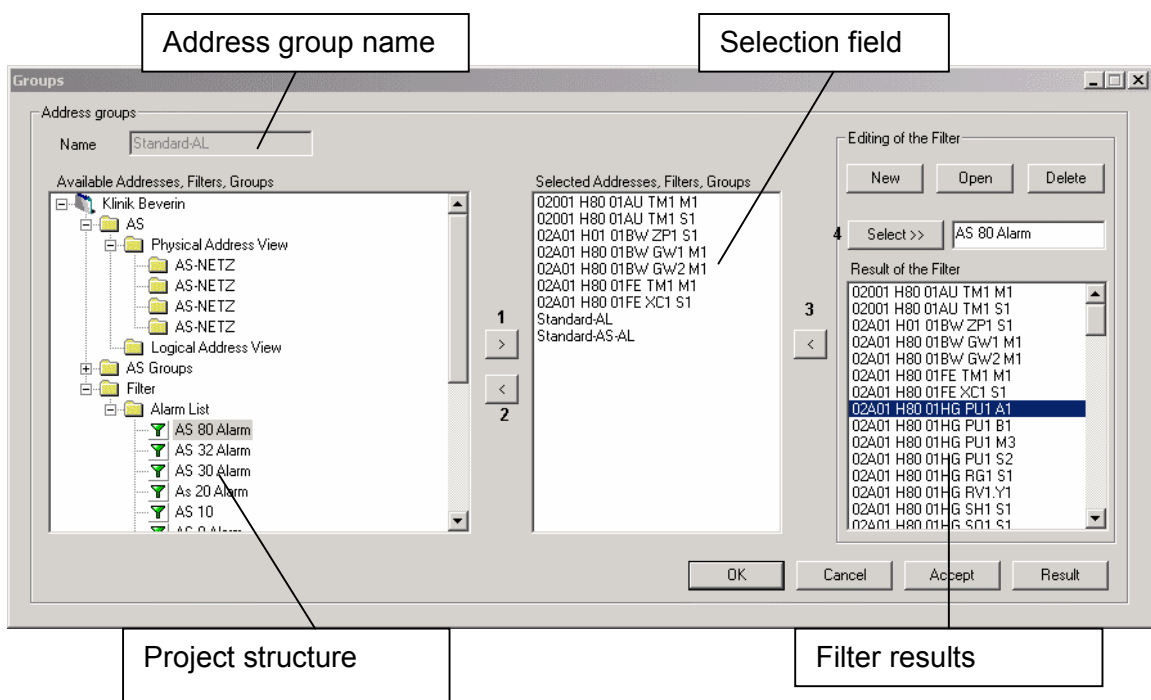 Address group name
Selection field
Groups
Address groups
Name
Standard-AL
Available Addresses, Filters, Groups
Klinik Beverin
AS
Physical Address View
AS-NETZ
AS-NETZ
AS-NETZ
AS-NETZ
Logical Address View
AS Groups
Filter
Alarm List
AS 80 Alarm
AS 32 Alarm
AS 30 Alarm
As 20 Alarm
AS 10
1
>
<
2
Selected Addresses, Filters, Groups
02001 H80 01AU TM1 M1
02001 H80 01AU TM1 S1
02A01 H01 01BW ZP1 S1
02A01 H80 01BW GW1 M1
02A01 H80 01BW GW2 M1
02A01 H80 01FE TM1 M1
02A01 H80 01FE XC1 S1
Standard-AL
Standard-AS-AL
3
<
Editing of the Filter
New Open Delete
4 Select >> AS 80 Alarm
Result of the Filter
02001 H80 01AU TM1 M1
02001 H80 01AU TM1 S1
02A01 H01 01BW ZP1 S1
02A01 H80 01BW GW1 M1
02A01 H80 01BW GW2 M1
02A01 H80 01FE TM1 M1
02A01 H80 01FE XC1 S1
02A01 H80 01HG PU1 A1
02A01 H80 01HG PU1 B1
02A01 H80 01HG PU1 M3
02A01 H80 01HG PU1 S2
02A01 H80 01HG RG1 S1
02A01 H80 01HG RV1.Y1
02A01 H80 01HG SH1 S1
02A01 H80 01HG SO1 S1
OK Cancel Accept Result
Project structure
Filter results